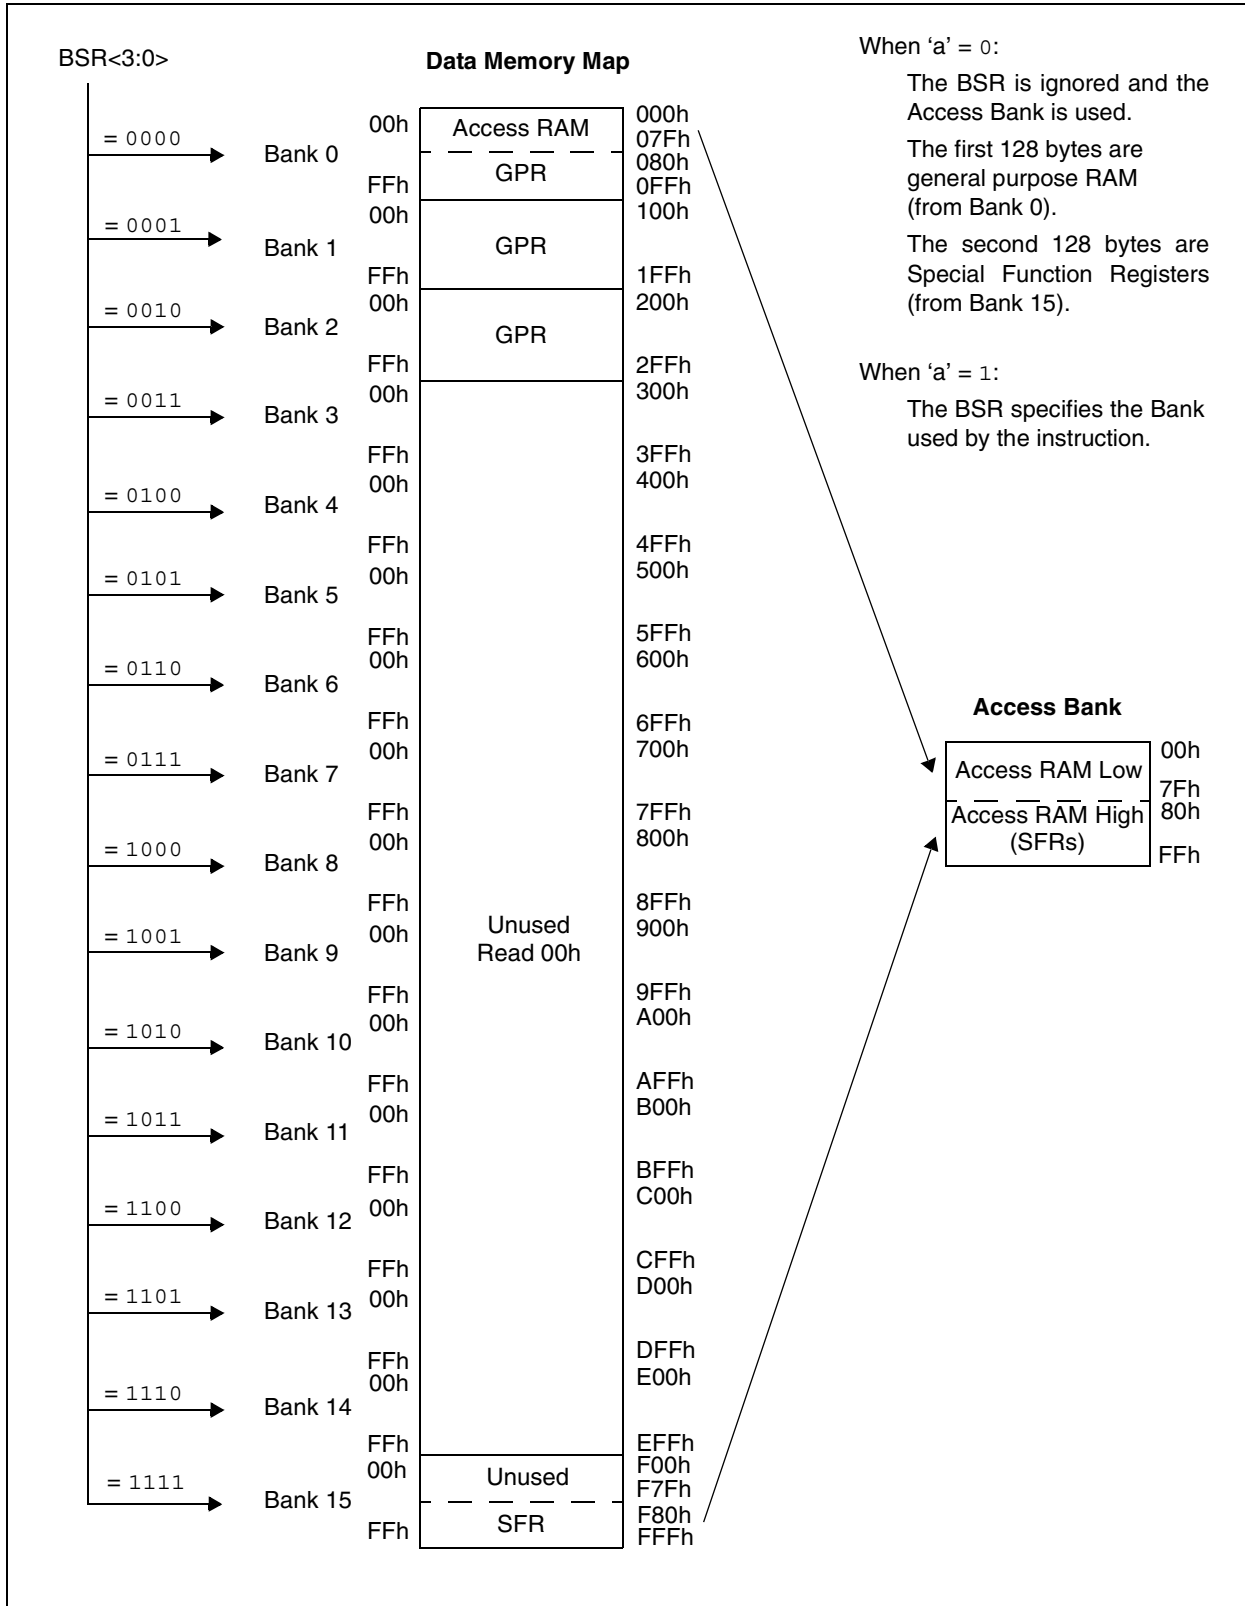 BSR<3:0>
Data Memory Map
= 0000
Bank 0
00h
FFh
Access RAM
GPR
000h
07Fh
080h
0FFh
= 0001
Bank 1
00h
FFh
GPR
100h
1FFh
= 0010
Bank 2
00h
FFh
GPR
200h
2FFh
= 0011
Bank 3
00h
FFh
300h
3FFh
= 0100
Bank 4
00h
FFh
400h
4FFh
= 0101
Bank 5
00h
FFh
500h
5FFh
= 0110
Bank 6
00h
FFh
600h
6FFh
= 0111
Bank 7
00h
FFh
700h
7FFh
= 1000
Bank 8
00h
FFh
800h
8FFh
= 1001
Bank 9
00h
FFh
Unused
Read 00h
900h
9FFh
= 1010
Bank 10
00h
FFh
A00h
AFFh
= 1011
Bank 11
00h
FFh
B00h
BFFh
= 1100
Bank 12
00h
FFh
C00h
CFFh
= 1101
Bank 13
00h
FFh
D00h
DFFh
= 1110
Bank 14
00h
FFh
E00h
EFFh
= 1111
Bank 15
00h
FFh
Unused
SFR
F00h
F7Fh
F80h
FFFh
When ‘a’ = 0:
The BSR is ignored and the
Access Bank is used.
The first 128 bytes are
general purpose RAM
(from Bank 0).
The second 128 bytes are
Special Function Registers
(from Bank 15).
When ‘a’ = 1:
The BSR specifies the Bank
used by the instruction.
Access Bank
Access RAM Low
Access RAM High
(SFRs)
00h
7Fh
80h
FFh